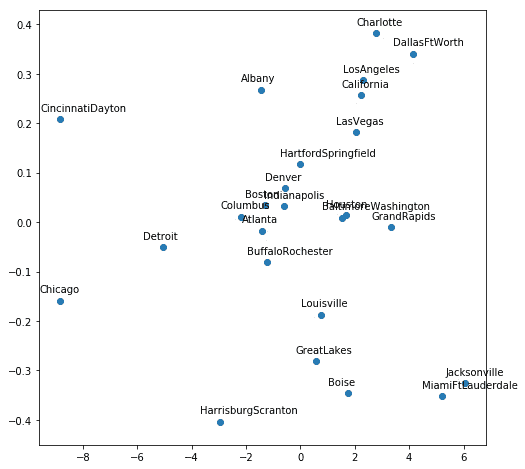 0.4
0.3
0.2
0.1
0.0
−0.1
−0.2
−0.3
−0.4
Charlotte
DallasFtWorth
LosAngeles
Albany
California
CincinnatiDayton
LasVegas
HartfordSpringfield
Denver
Boston
Indianapolis
Columbus
Houston
BaltimoreWashington
Atlanta
GrandRapids
Detroit
BuffaloRochester
Chicago
Louisville
GreatLakes
Jacksonville
Boise
MiamiFtLauderdale
HarrisburgScranton
−8
−6
−4
−2
0
2
4
6